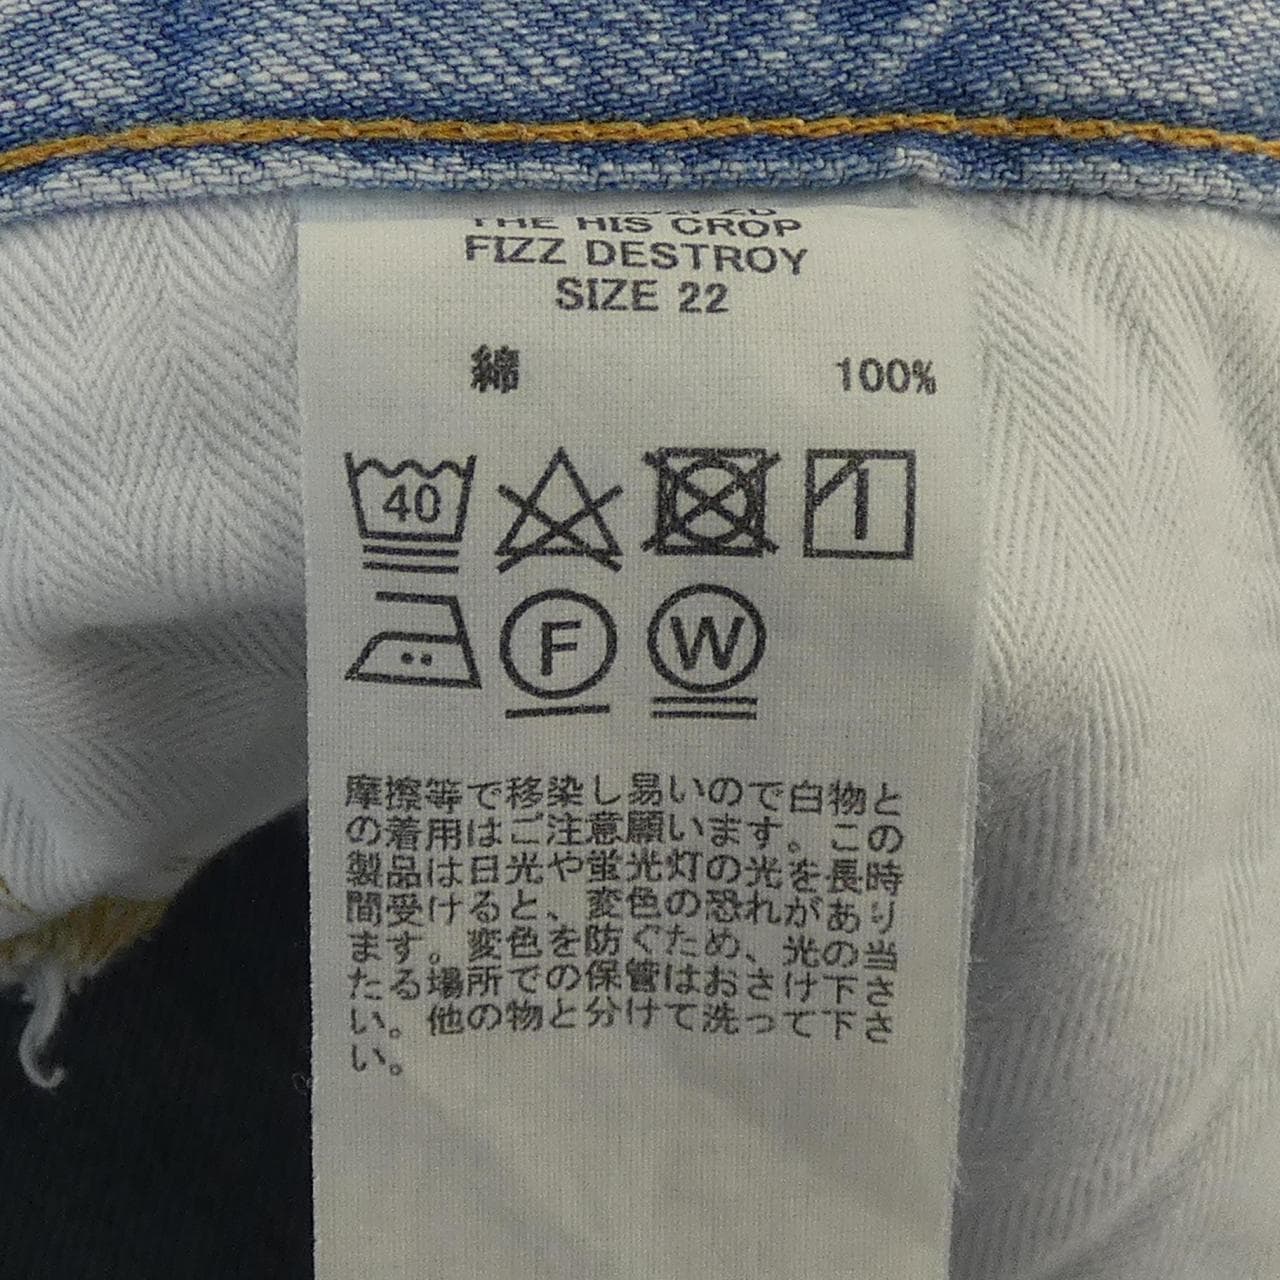 THE HIS CROP
FIZZ DESTROY
SIZE 22
綿 100%
40
F W
摩擦等で移染し易いので白物と
の着用はご注意願います。この
製品は日光や蛍光灯の光を長時
間受けると、変色の恐れがあり
ます。変色を防ぐため、光の当
たる場所での保管はおさけ下さ
い。他の物と分けて洗って下さ
い。